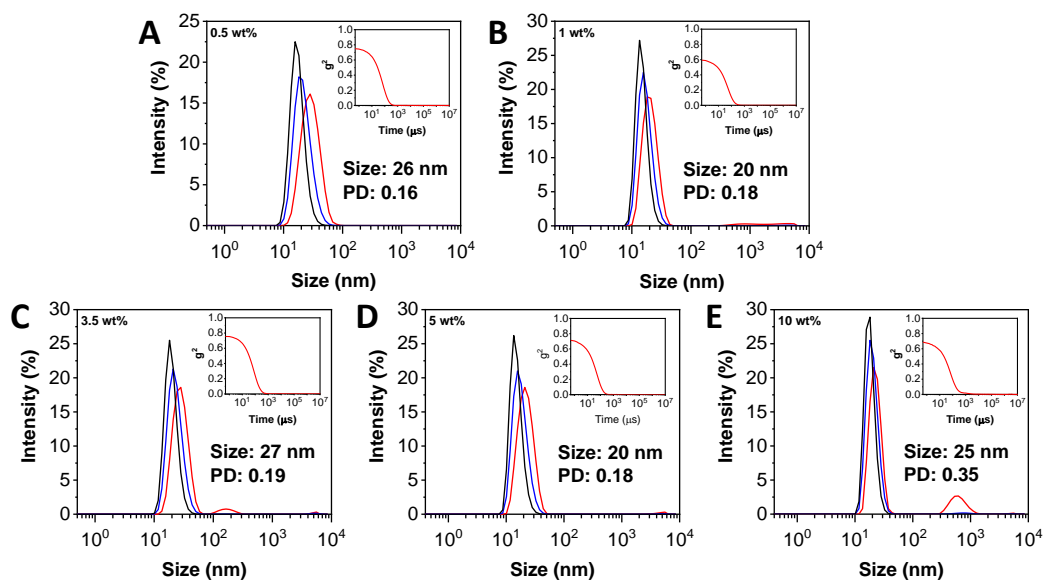 A
0.5 wt%
Intensity (%)
25
20
15
10
5
0
10⁰ 10¹ 10² 10³ 10⁴
Size (nm)
g²
1.0
0.8
0.6
0.4
0.2
0.0
10¹ 10³ 10⁵ 10⁷
Time (µs)
Size: 26 nm
PD: 0.16
B
1 wt%
Intensity (%)
30
25
20
15
10
5
0
10⁰ 10¹ 10² 10³ 10⁴
Size (nm)
g²
1.0
0.8
0.6
0.4
0.2
0.0
10¹ 10³ 10⁵ 10⁷
Time (µs)
Size: 20 nm
PD: 0.18
C
3.5 wt%
Intensity (%)
30
25
20
15
10
5
0
10⁰ 10¹ 10² 10³ 10⁴
Size (nm)
g²
1.0
0.8
0.6
0.4
0.2
0.0
10¹ 10³ 10⁵ 10⁷
Time (µs)
Size: 27 nm
PD: 0.19
D
5 wt%
Intensity (%)
30
25
20
15
10
5
0
10⁰ 10¹ 10² 10³ 10⁴
Size (nm)
g²
1.0
0.8
0.6
0.4
0.2
0.0
10¹ 10³ 10⁵ 10⁷
Time (µs)
Size: 20 nm
PD: 0.18
E
10 wt%
Intensity (%)
30
25
20
15
10
5
0
10⁰ 10¹ 10² 10³ 10⁴
Size (nm)
g²
1.0
0.8
0.6
0.4
0.2
0.0
10¹ 10³ 10⁵ 10⁷
Time (µs)
Size: 25 nm
PD: 0.35